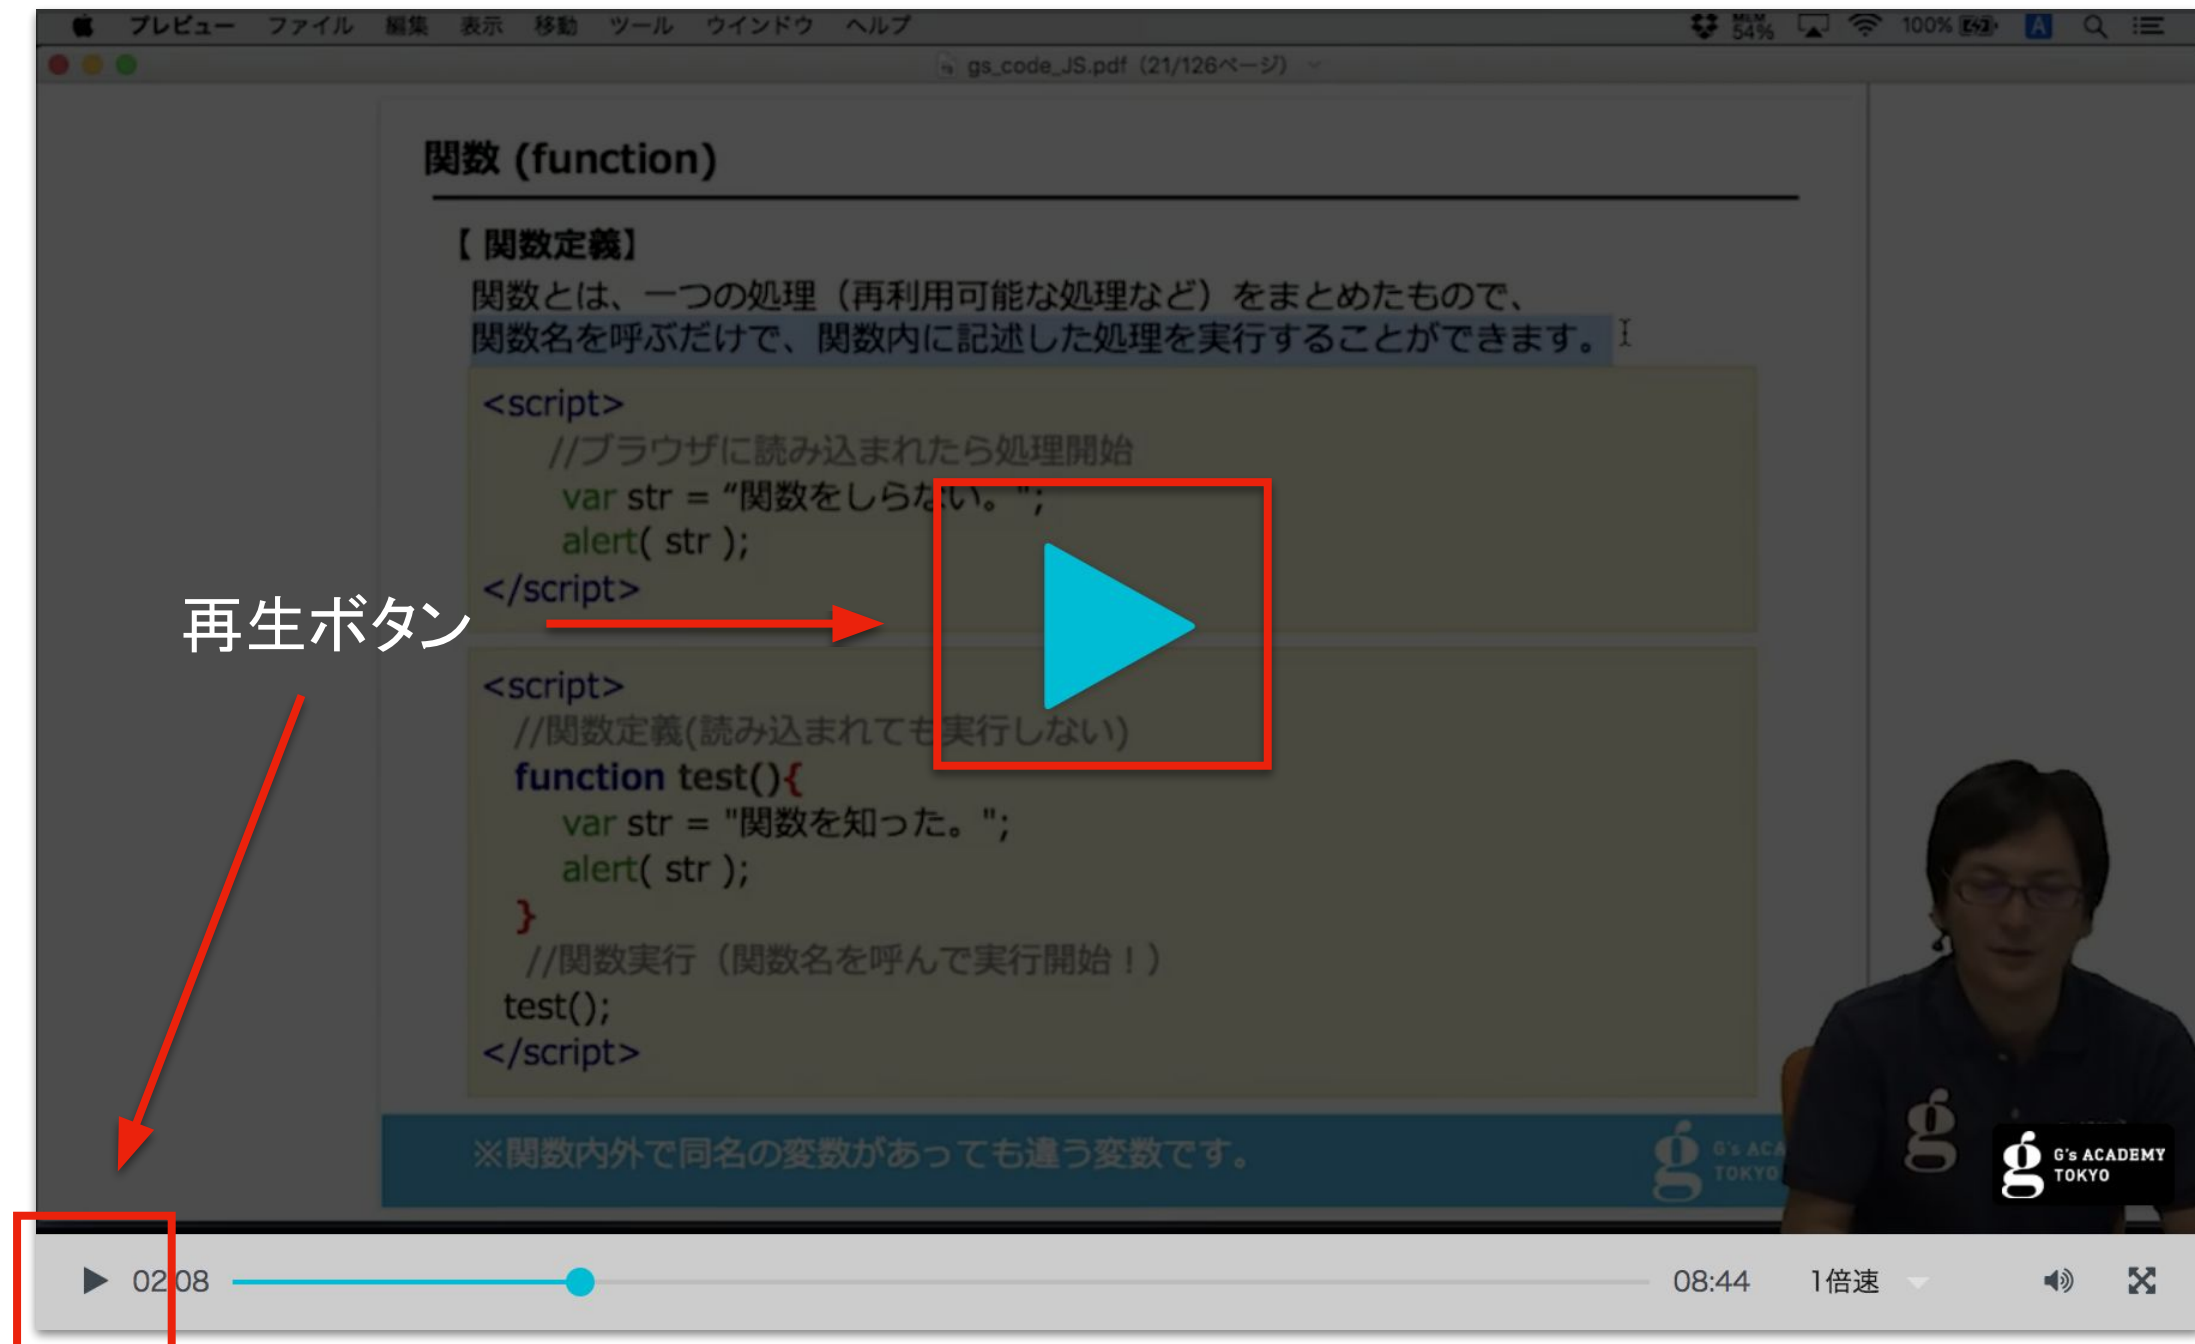 プレビュー ファイル 編集 表示 移動 ツール ウインドウ ヘルプ MEM 54% 100% A
gs_code_JS.pdf（21/126ページ）
関数 (function)
【 関数定義】
関数とは、一つの処理（再利用可能な処理など）をまとめたもので、
関数名を呼ぶだけで、関数内に記述した処理を実行することができます。
<script>
//ブラウザに読み込まれたら処理開始
var str = “関数をしらない。";
alert( str );
</script>
再生ボタン
<script>
//関数定義(読み込まれても実行しない)
function test(){
var str = "関数を知った。";
alert( str );
}
//関数実行（関数名を呼んで実行開始！）
test();
</script>
※関数内外で同名の変数があっても違う変数です。
g G's ACA
TOKYO
g
g G's ACADEMY
TOKYO
02:08 08:44 1倍速